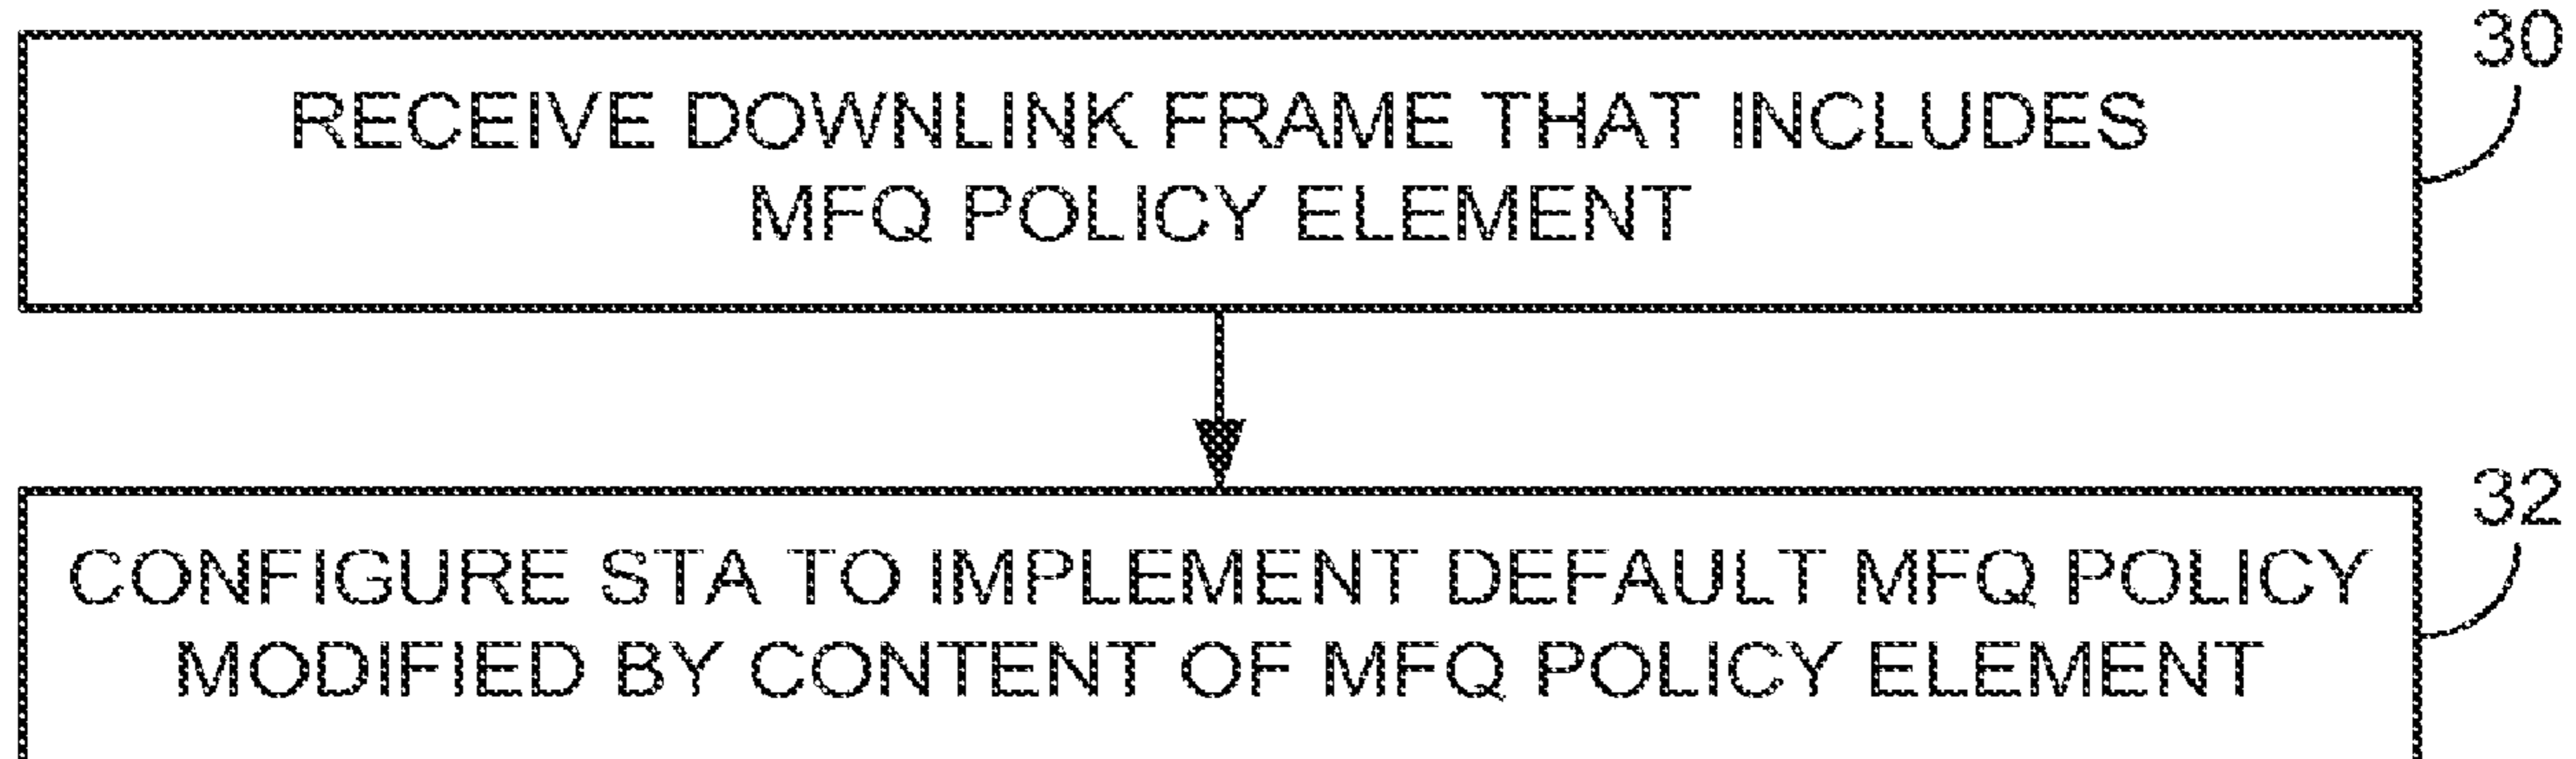 30
RECEIVE DOWNLINK FRAME THAT INCLUDES
MFQ POLICY ELEMENT
32
CONFIGURE STA TO IMPLEMENT DEFAULT MFQ POLICY
MODIFIED BY CONTENT OF MFQ POLICY ELEMENT